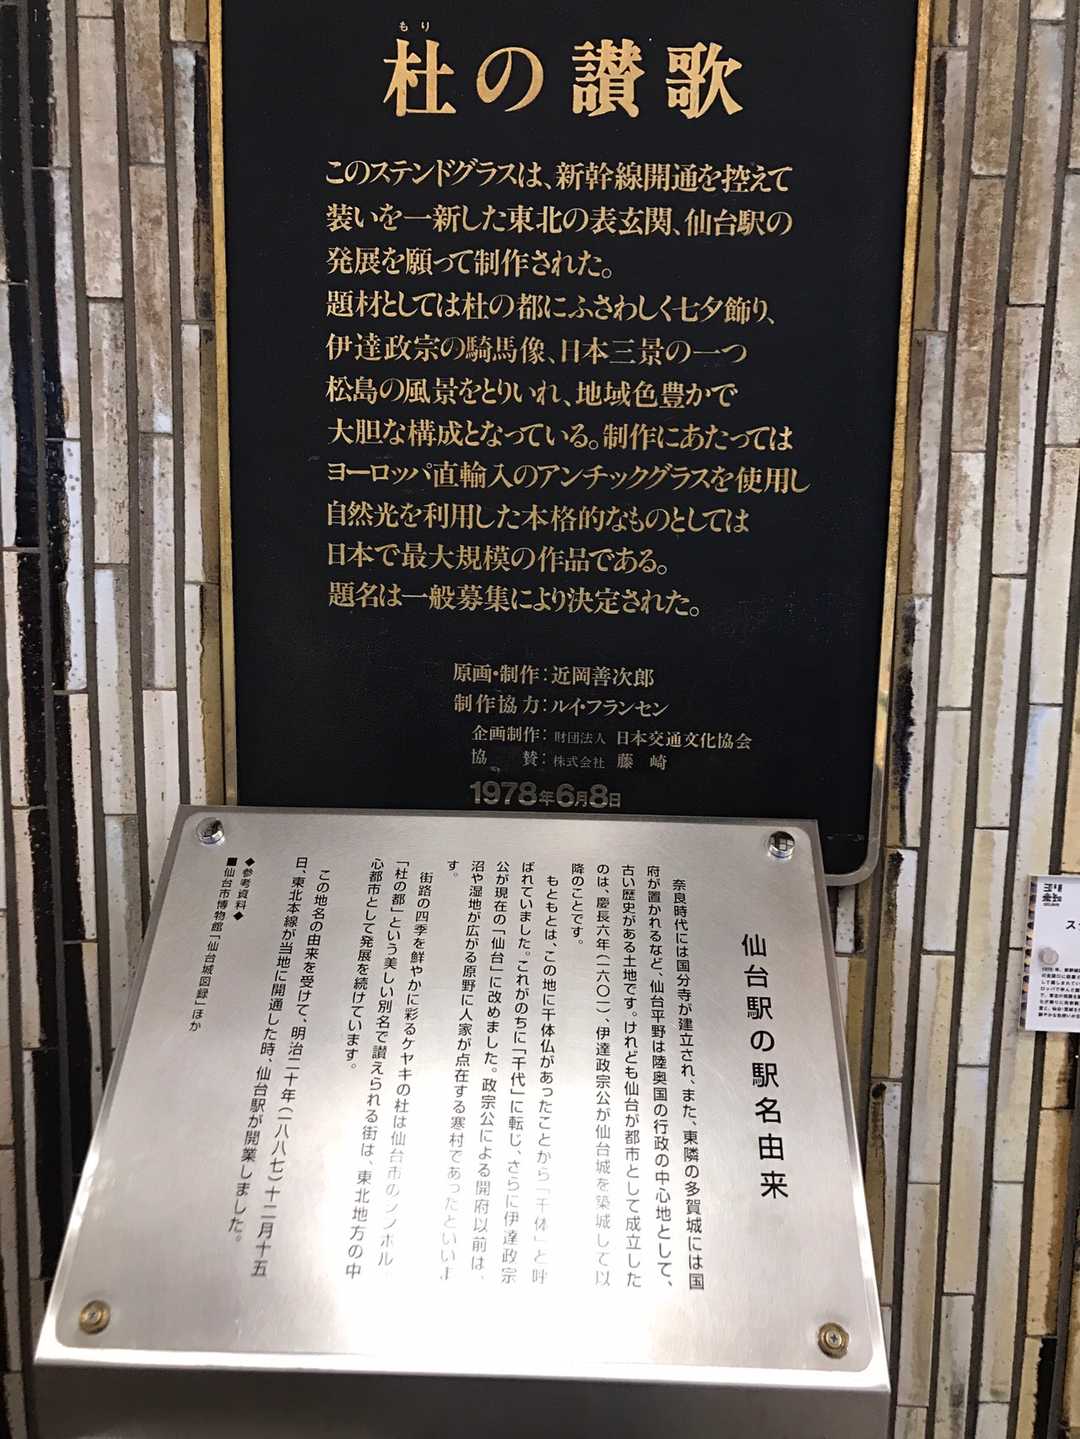 もり
杜の讃歌
このステンドグラスは、新幹線開通を控えて
装いを一新した東北の表玄関、仙台駅の
発展を願って制作された。
題材としては杜の都にふさわしく七夕飾り、
伊達政宗の騎馬像、日本三景の一つ
松島の風景をとりいれ、地域色豊かで
大胆な構成となっている。制作にあたっては
ヨーロッパ直輸入のアンチックグラスを使用し
自然光を利用した本格的なものとしては
日本で最大規模の作品である。
題名は一般募集により決定された。
原画・制作：近岡善次郎
制作協力：ルイ・フランセン
企画制作：財団法人 日本交通文化協会
協 賛：株式会社 藤崎
1978年6月8日
仙台駅の駅名由来
奈良時代には国分寺が建立され、また、東隣の多賀城には国
府が置かれるなど、仙台平野は陸奥国の行政の中心地として、
古い歴史がある土地です。けれども仙台が都市として成立した
のは、慶長六年（一六〇一）、伊達政宗公が仙台城を築城して以
降のことです。
もともとは、この地に千体仏があったことから「千体」と呼
ばれていました。これがのちに「千代」に転じ、さらに伊達政宗
公が現在の「仙台」に改めました。政宗公による開府以前は、
沼や湿地が広がる原野に人家が点在する寒村であったといいま
す。
街路の四季を鮮やかに彩るケヤキの杜は仙台市のシンボル。
「杜の都」という美しい別名で讃えられる街は、東北地方の中
心都市として発展を続けています。
この地名の由来を受けて、明治二十年（一八八七）十二月十五
日、東北本線が当地に開通した時、仙台駅が開業しました。
◆参考資料◆
■仙台市博物館「仙台城図録」ほか